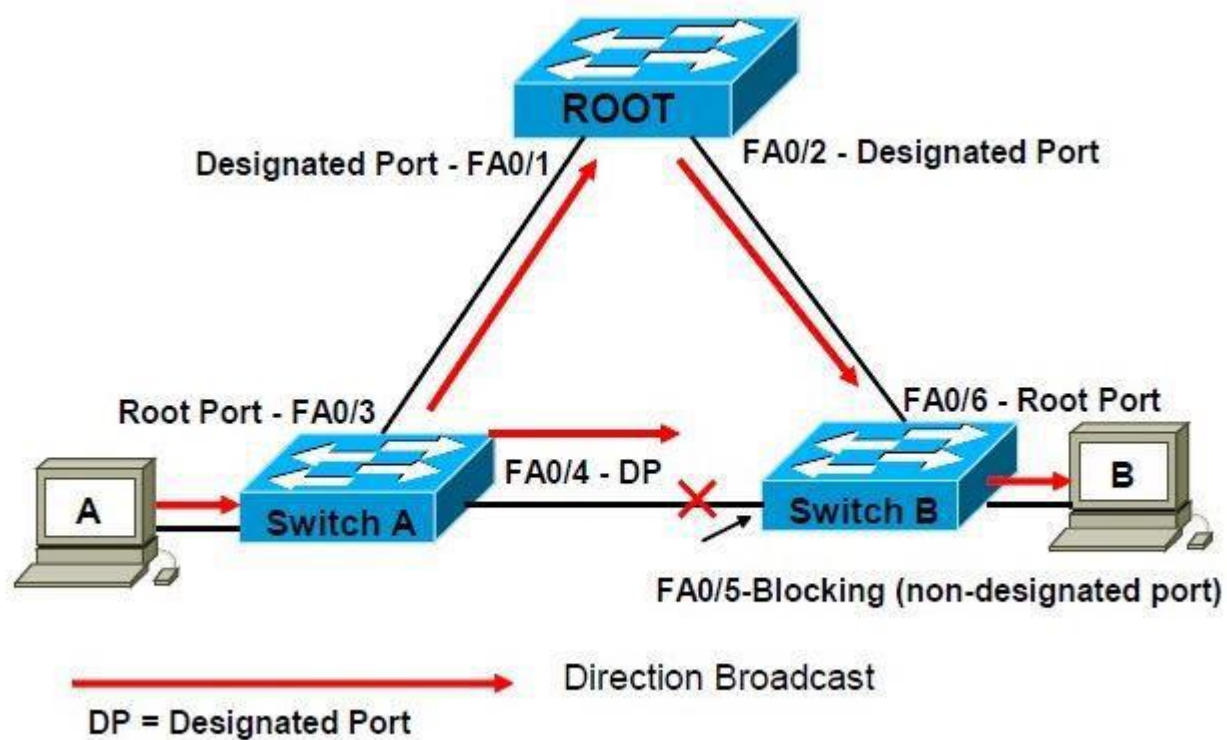 ROOT
Designated Port - FA0/1
FA0/2 - Designated Port
Root Port - FA0/3
FA0/6 - Root Port
A
Switch A
FA0/4 - DP
Switch B
B
FA0/5-Blocking (non-designated port)
Direction Broadcast
DP = Designated Port